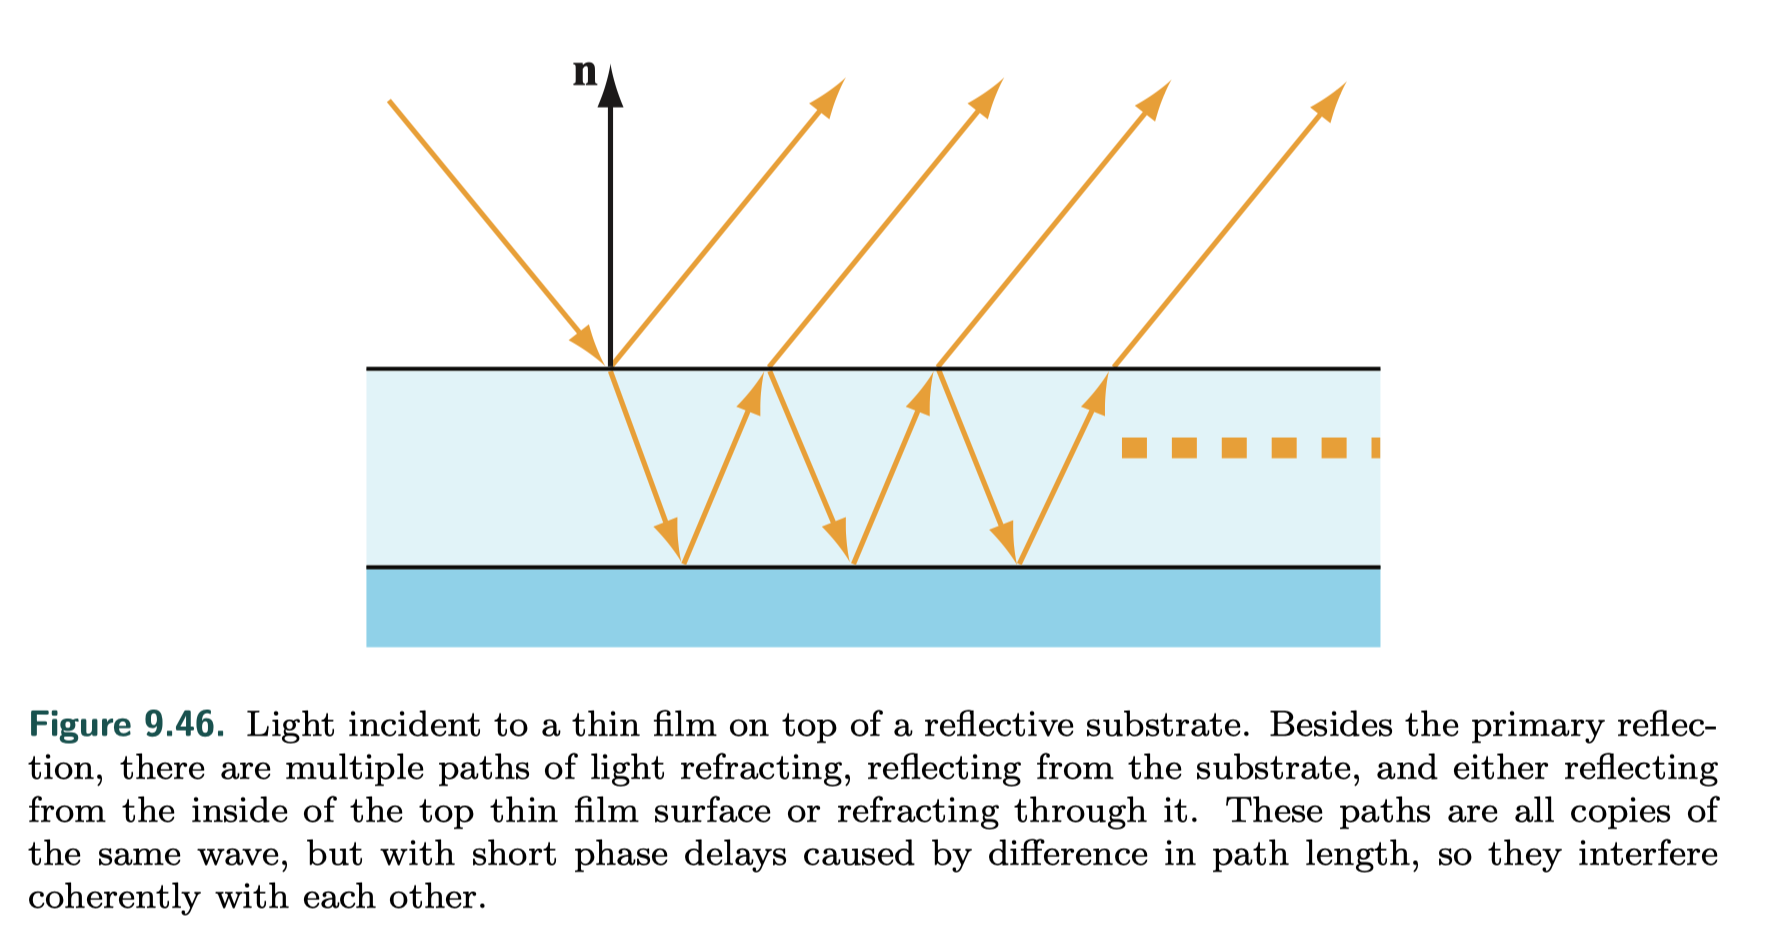 n
Figure 9.46. Light incident to a thin film on top of a reflective substrate. Besides the primary reflec-
tion, there are multiple paths of light refracting, reflecting from the substrate, and either reflecting
from the inside of the top thin film surface or refracting through it. These paths are all copies of
the same wave, but with short phase delays caused by difference in path length, so they interfere
coherently with each other.